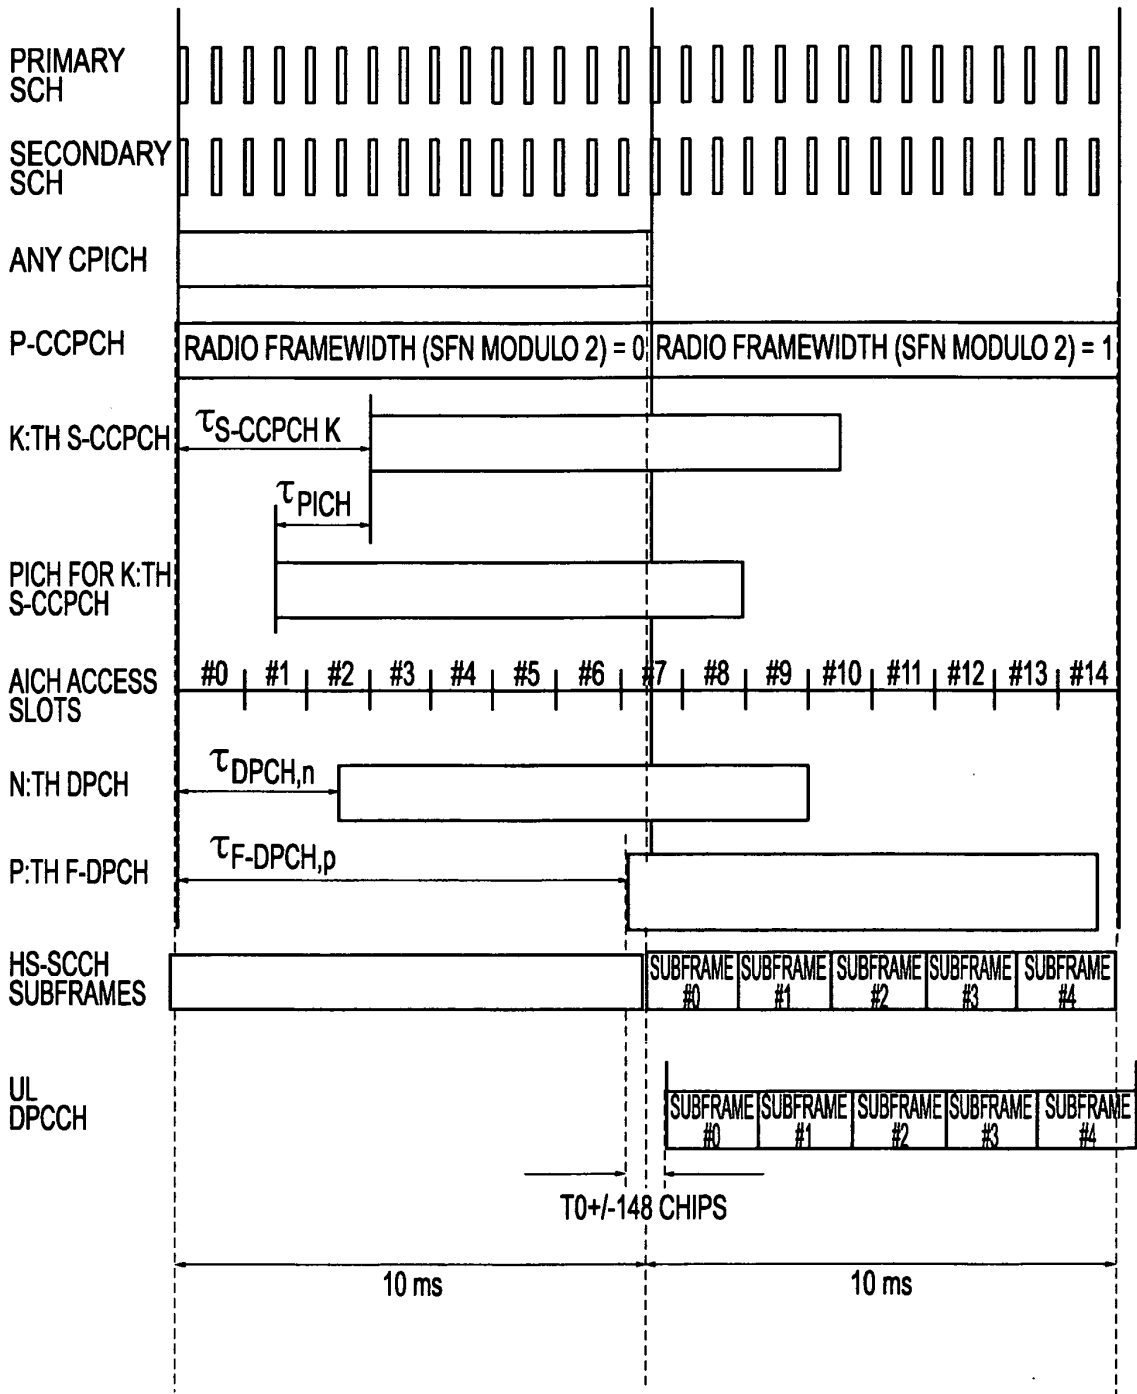 PRIMARY
SCH
SECONDARY
SCH
ANY CPICH
P-CCPCH
RADIO FRAMEWIDTH (SFN MODULO 2) = 0
RADIO FRAMEWIDTH (SFN MODULO 2) = 1
K:TH S-CCPCH
τS-CCPCH K
τPICH
PICH FOR K:TH
S-CCPCH
AICH ACCESS
SLOTS
#0 #1 #2 #3 #4 #5 #6 #7 #8 #9 #10 #11 #12 #13 #14
N:TH DPCH
τDPCH,n
P:TH F-DPCH
τF-DPCH,p
HS-SCCH
SUBFRAMES
SUBFRAME SUBFRAME SUBFRAME SUBFRAME SUBFRAME
#0 #1 #2 #3 #4
UL
DPCCH
SUBFRAME SUBFRAME SUBFRAME SUBFRAME SUBFRAME
#0 #1 #2 #3 #4
T0+/-148 CHIPS
10 ms
10 ms